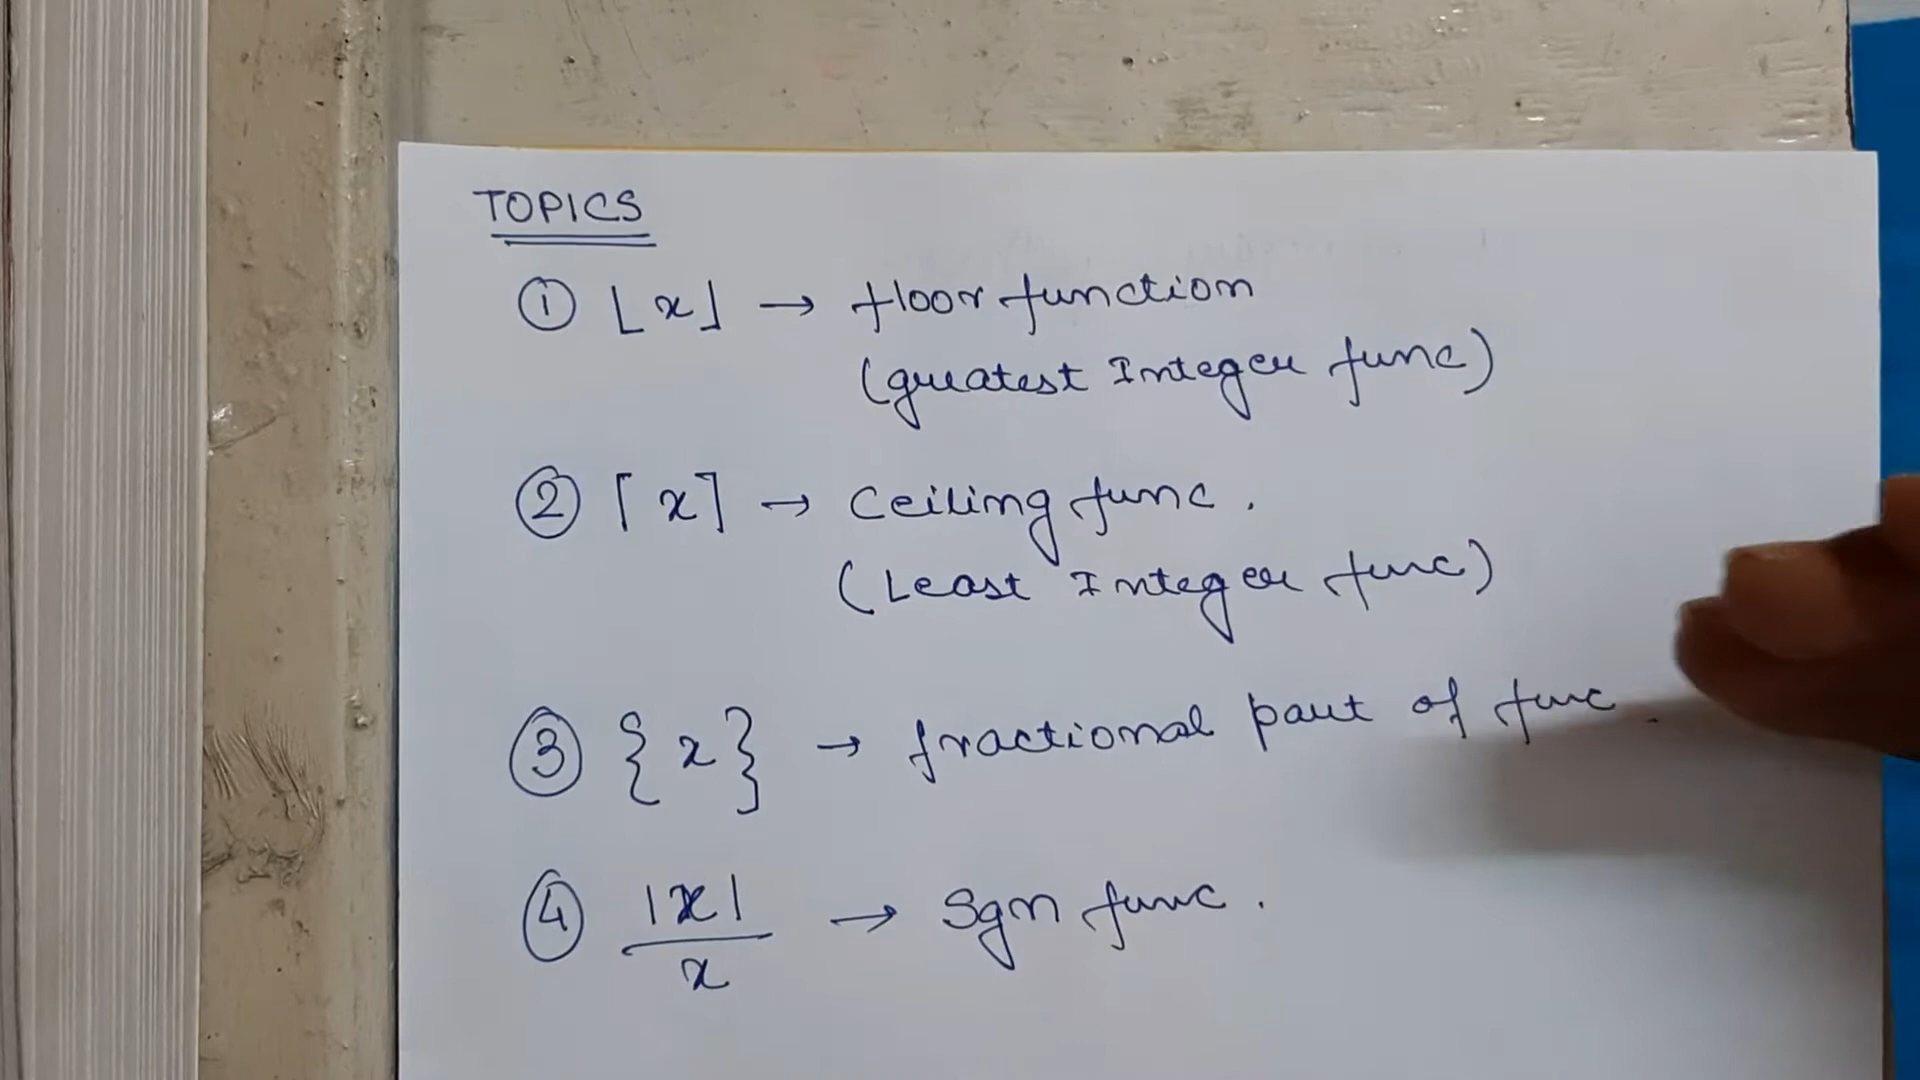 TOPICS
① ⌊x⌋ → floor function
(greatest Integer func)
② ⌈x⌉ → Ceiling func.
(Least Integer func)
③ {x} → fractional part of func.
④ |x|/x → Sgn func.